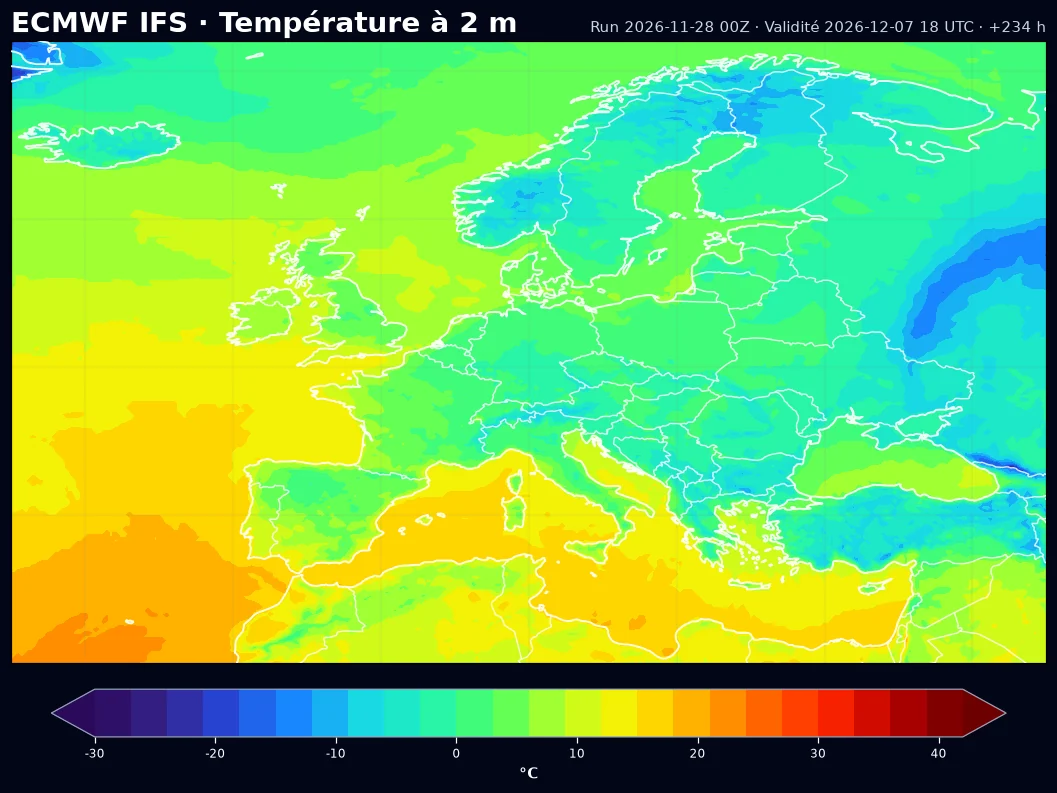 ECMWF IFS · Température à 2 m
Run 2026-11-28 00Z · Validité 2026-12-07 18 UTC · +234 h
-30 -20 -10 0 10 20 30 40
°C